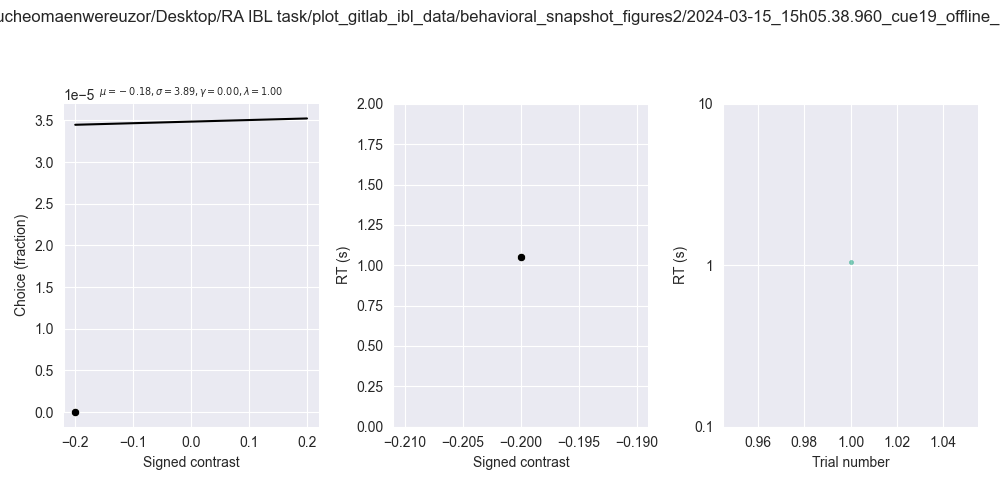 ucheomaenwereuzor/Desktop/RA IBL task/plot_gitlab_ibl_data/behavioral_snapshot_figures2/2024-03-15_15h05.38.960_cue19_offline_
1e−5
μ = − 0.18, σ = 3.89, γ = 0.00, λ = 1.00
3.5
3.0
2.5
2.0
1.5
1.0
0.5
0.0
Choice (fraction)
−0.2 −0.1 0.0 0.1 0.2
Signed contrast
2.00
1.75
1.50
1.25
1.00
0.75
0.50
0.25
0.00
RT (s)
−0.210 −0.205 −0.200 −0.195 −0.190
Signed contrast
10
1
0.1
RT (s)
0.96 0.98 1.00 1.02 1.04
Trial number